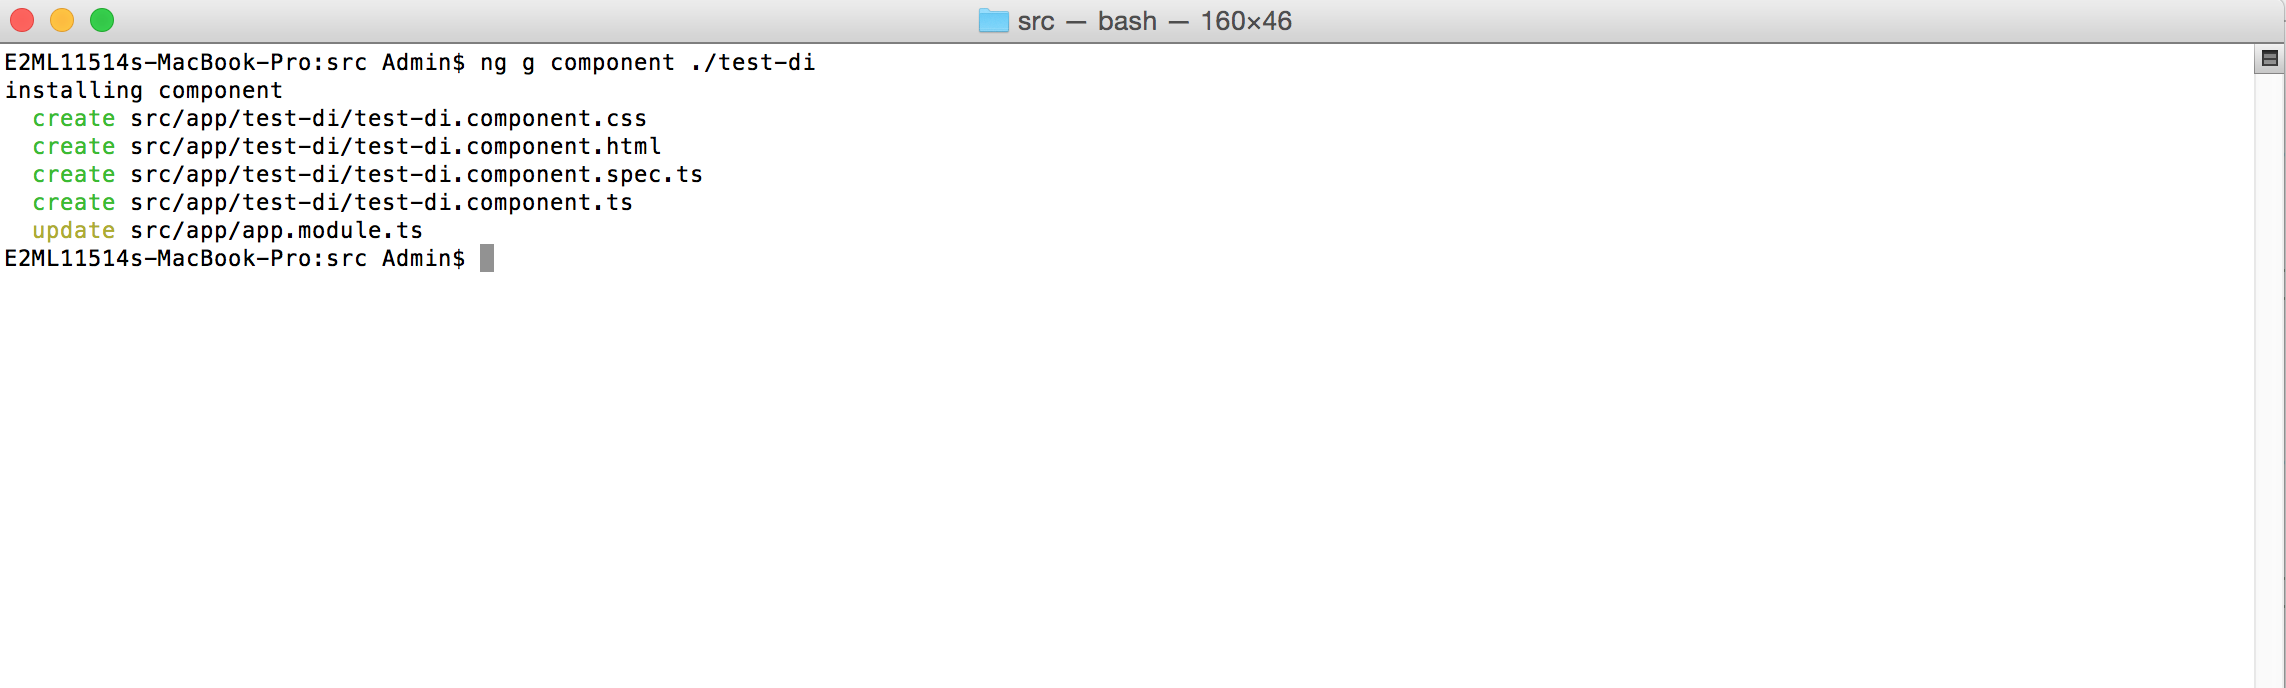 src — bash — 160×46
E2ML11514s-MacBook-Pro:src Admin$ ng g component ./test-di
installing component
  create src/app/test-di/test-di.component.css
  create src/app/test-di/test-di.component.html
  create src/app/test-di/test-di.component.spec.ts
  create src/app/test-di/test-di.component.ts
  update src/app/app.module.ts
E2ML11514s-MacBook-Pro:src Admin$